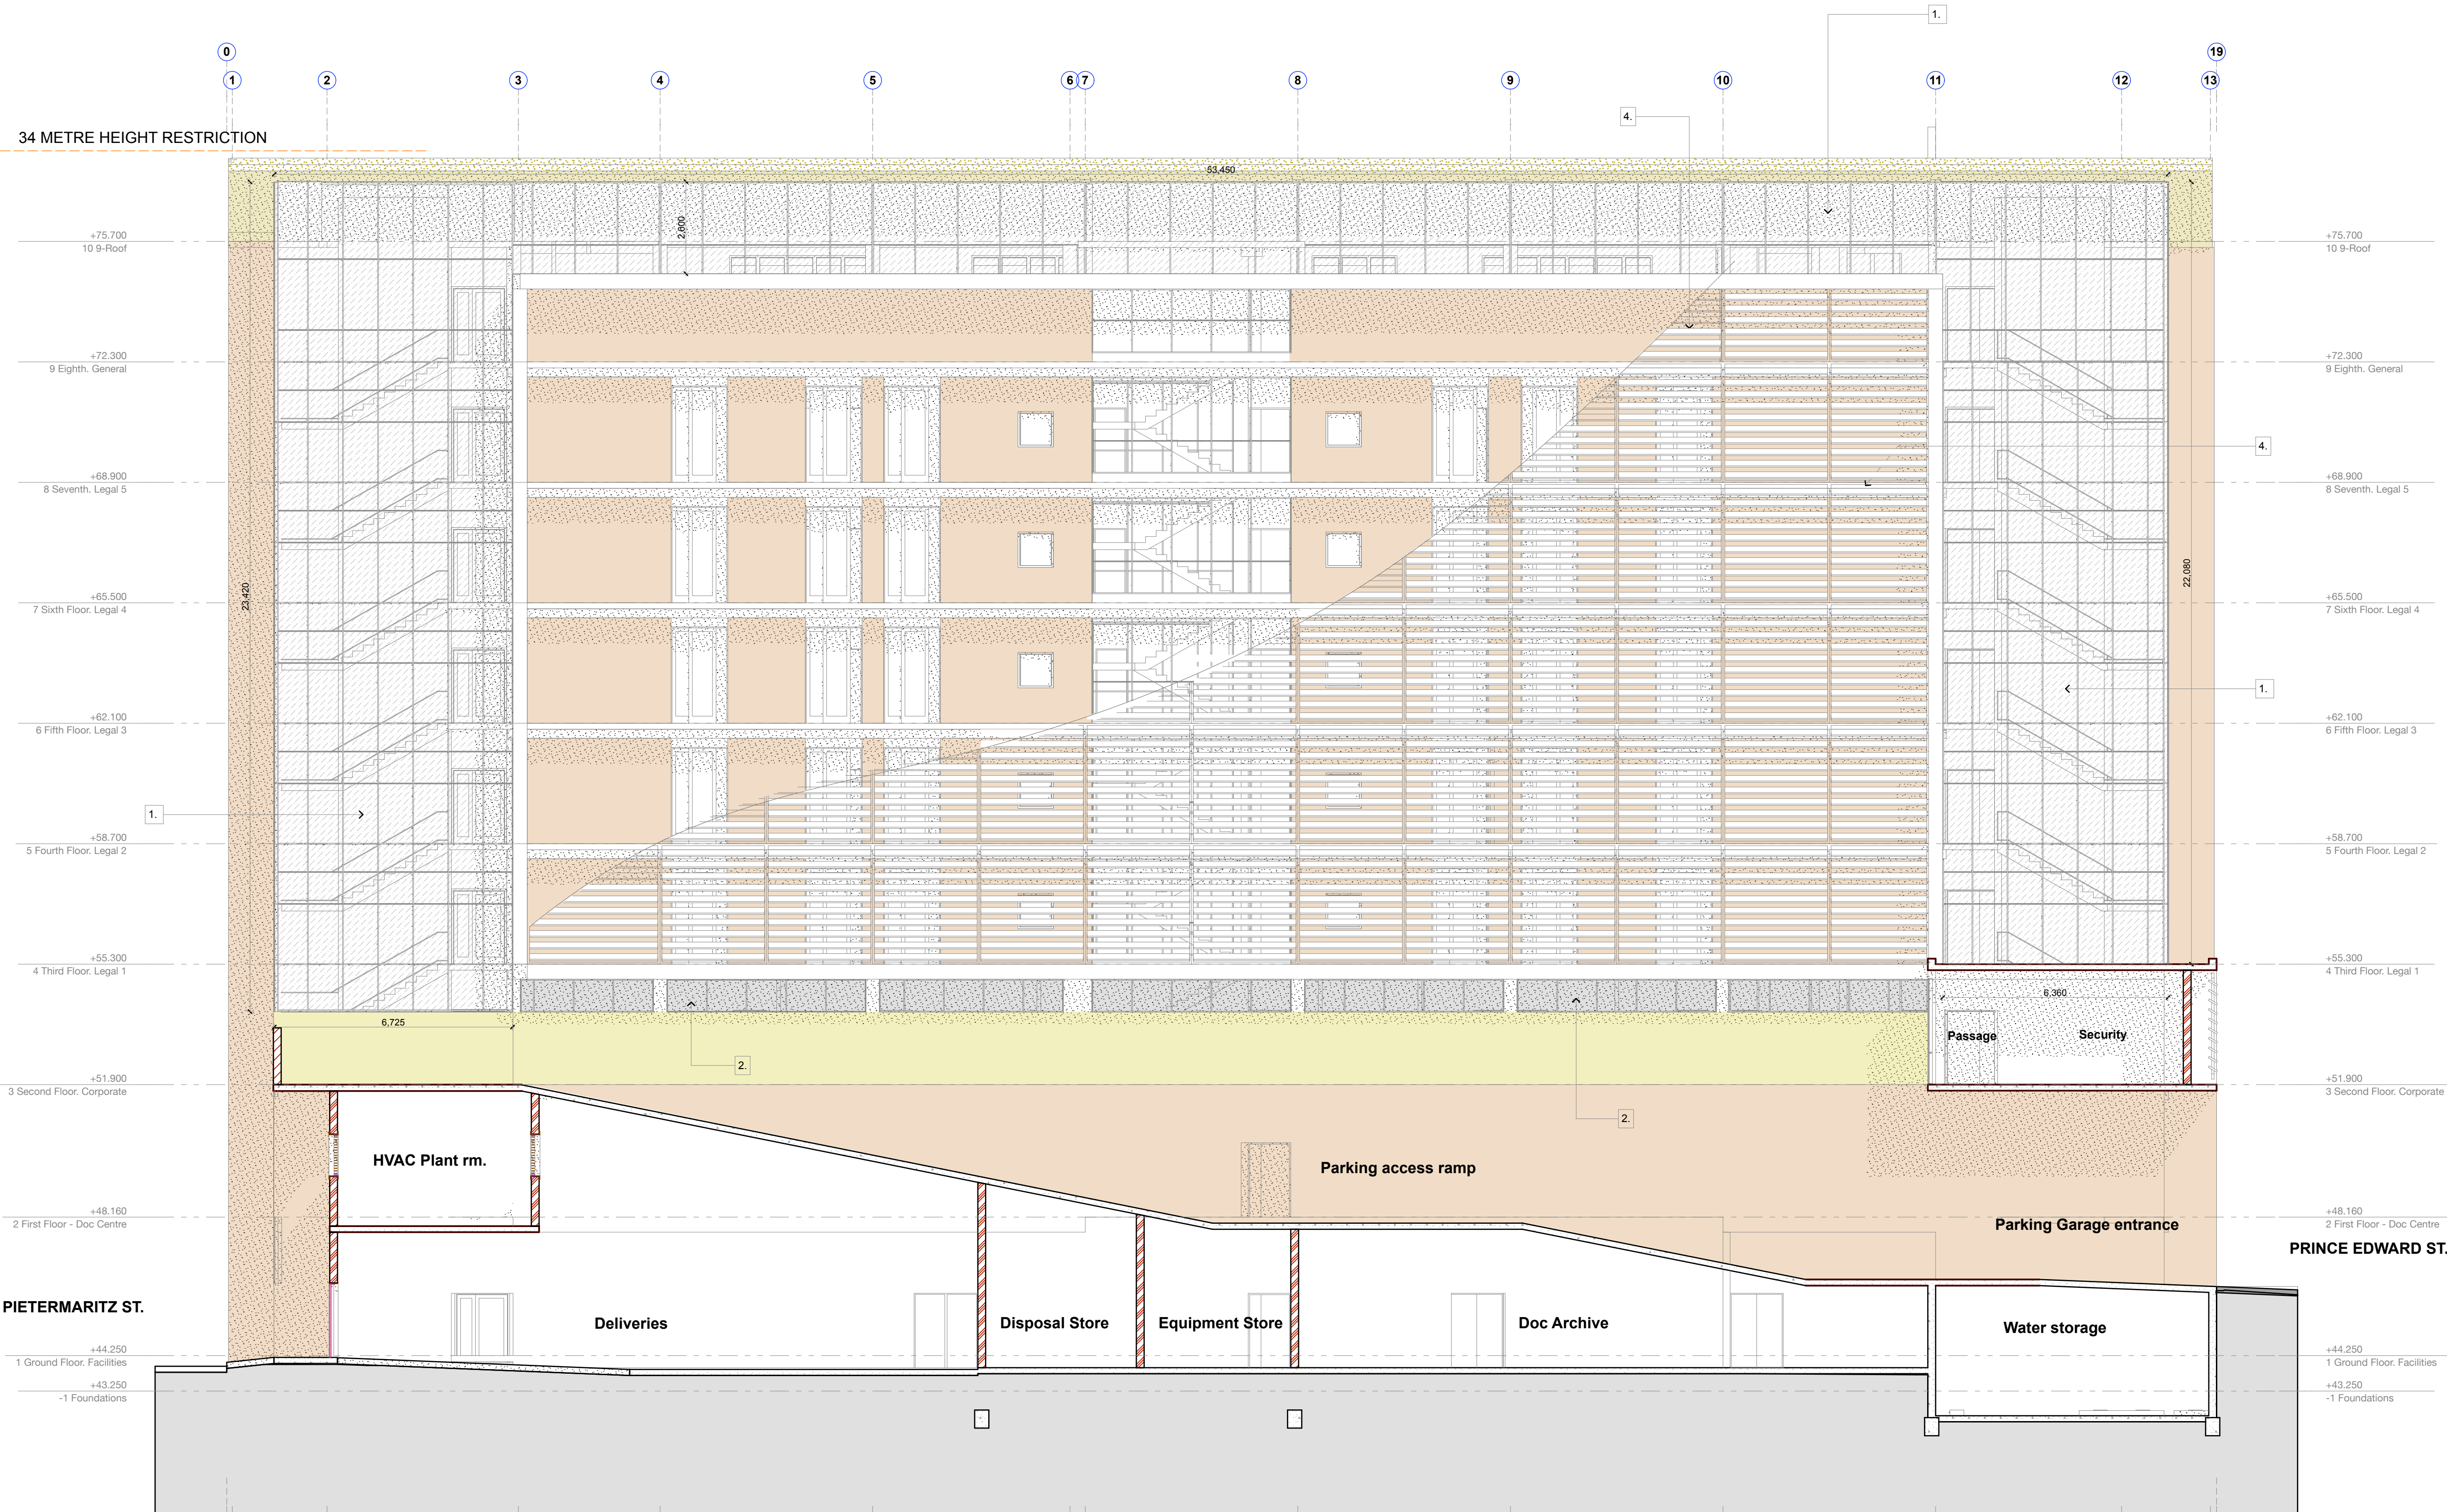 1.
0
19
1
2
3
4
5
6
7
8
9
10
11
12
13
4.
34 METRE HEIGHT RESTRICTION
53,450
2,600
+75.700
10 9-Roof
+75.700
10 9-Roof
+72.300
9 Eighth. General
+72.300
9 Eighth. General
4.
+68.900
8 Seventh. Legal 5
+68.900
8 Seventh. Legal 5
23,420
22,080
+65.500
7 Sixth Floor. Legal 4
+65.500
7 Sixth Floor. Legal 4
1.
+62.100
6 Fifth Floor. Legal 3
+62.100
6 Fifth Floor. Legal 3
1.
+58.700
5 Fourth Floor. Legal 2
+58.700
5 Fourth Floor. Legal 2
+55.300
4 Third Floor. Legal 1
+55.300
4 Third Floor. Legal 1
6,360
6,725
Passage
Security
2.
+51.900
3 Second Floor. Corporate
+51.900
3 Second Floor. Corporate
2.
HVAC Plant rm.
Parking access ramp
+48.160
2 First Floor - Doc Centre
Parking Garage entrance
+48.160
2 First Floor - Doc Centre
PRINCE EDWARD ST.
PIETERMARITZ ST.
Deliveries
Disposal Store
Equipment Store
Doc Archive
Water storage
+44.250
1 Ground Floor. Facilities
+44.250
1 Ground Floor. Facilities
+43.250
-1 Foundations
+43.250
-1 Foundations